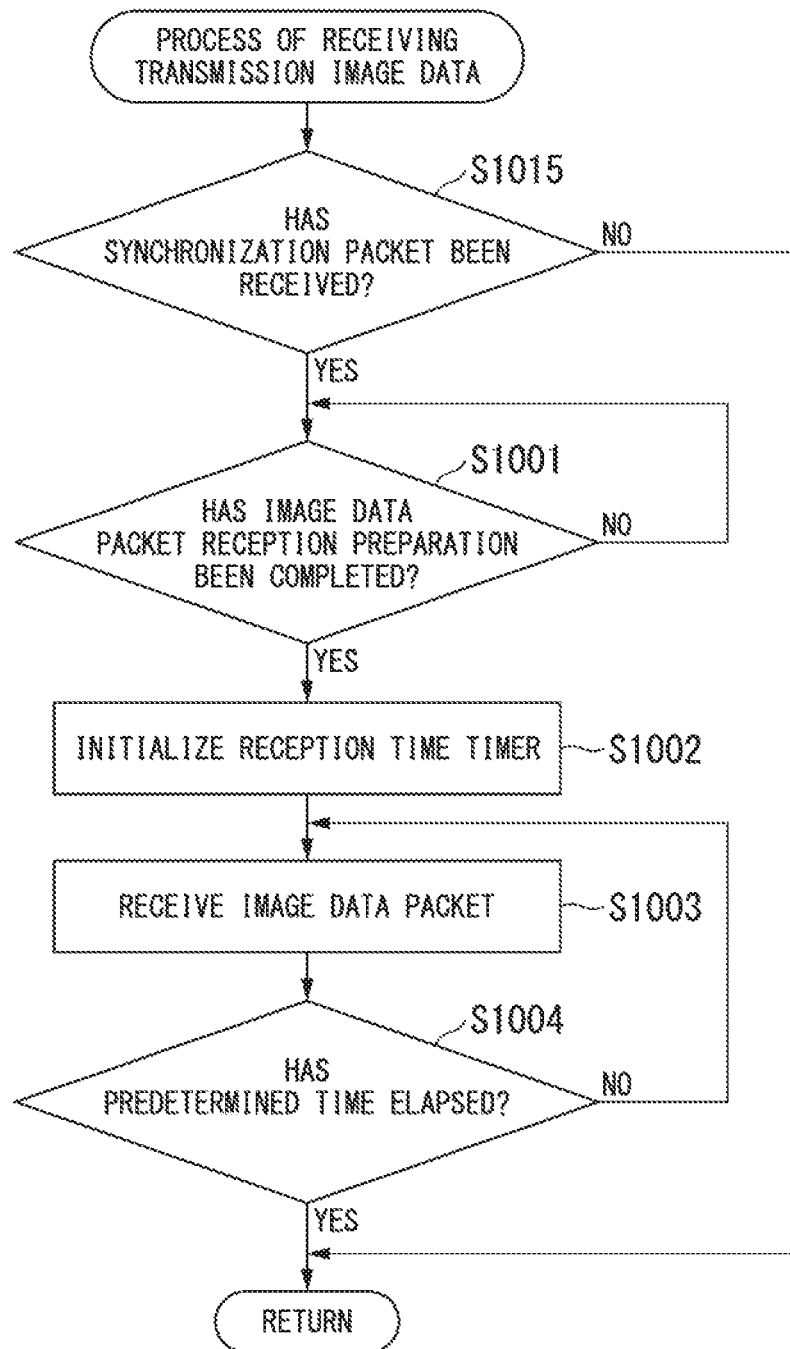 PROCESS OF RECEIVING
TRANSMISSION IMAGE DATA
S1015
HAS
SYNCHRONIZATION PACKET BEEN
RECEIVED?
NO
YES
S1001
HAS IMAGE DATA
PACKET RECEPTION PREPARATION
BEEN COMPLETED?
NO
YES
INITIALIZE RECEPTION TIME TIMER
S1002
RECEIVE IMAGE DATA PACKET
S1003
S1004
HAS
PREDETERMINED TIME ELAPSED?
NO
YES
RETURN